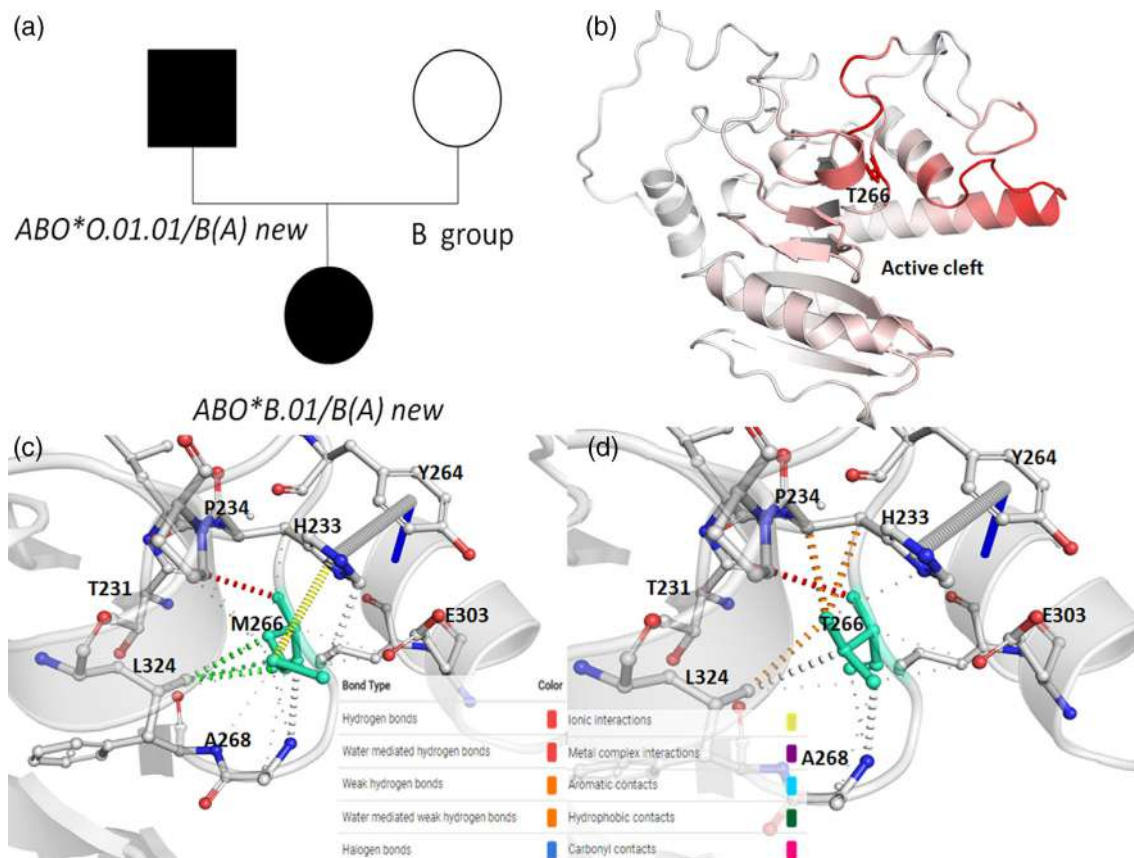 (a)
ABO*O.01.01/B(A) new
B group
ABO*B.01/B(A) new
(b)
T266
Active cleft
(c)
Y264
P234
H233
T231
M266
E303
L324
A268
(d)
Y264
P234
H233
T231
T266
E303
L324
A268
Bond Type Color
Hydrogen bonds
Water mediated hydrogen bonds
Weak hydrogen bonds
Water mediated weak hydrogen bonds
Halogen bonds
Ionic interactions
Metal complex interactions
Aromatic contacts
Hydrophobic contacts
Carbonyl contacts